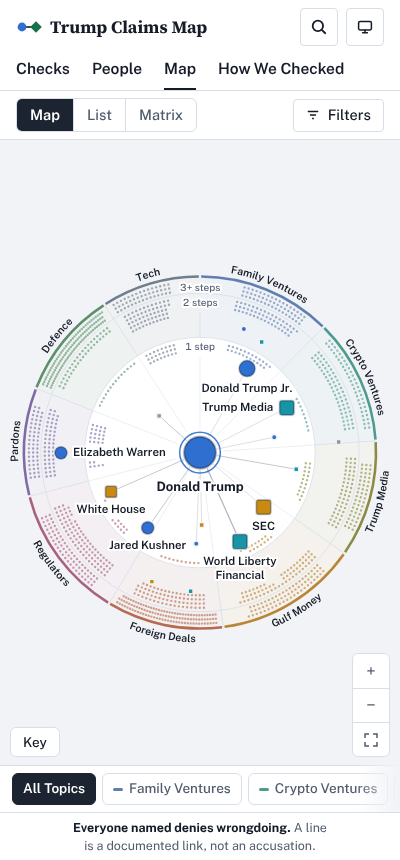 Trump Claims Map
Checks People Map How We Checked
Map List Matrix Filters
Tech
Family Ventures
3+ steps
2 steps
Defence
Crypto Ventures
1 step
Donald Trump Jr.
Trump Media
Pardons
Elizabeth Warren
Donald Trump
Trump Media
White House
SEC
Jared Kushner
Regulators
World Liberty
Financial
Gulf Money
Foreign Deals
+
−
Key
All Topics Family Ventures Crypto Ventures
Everyone named denies wrongdoing. A line
is a documented link, not an accusation.